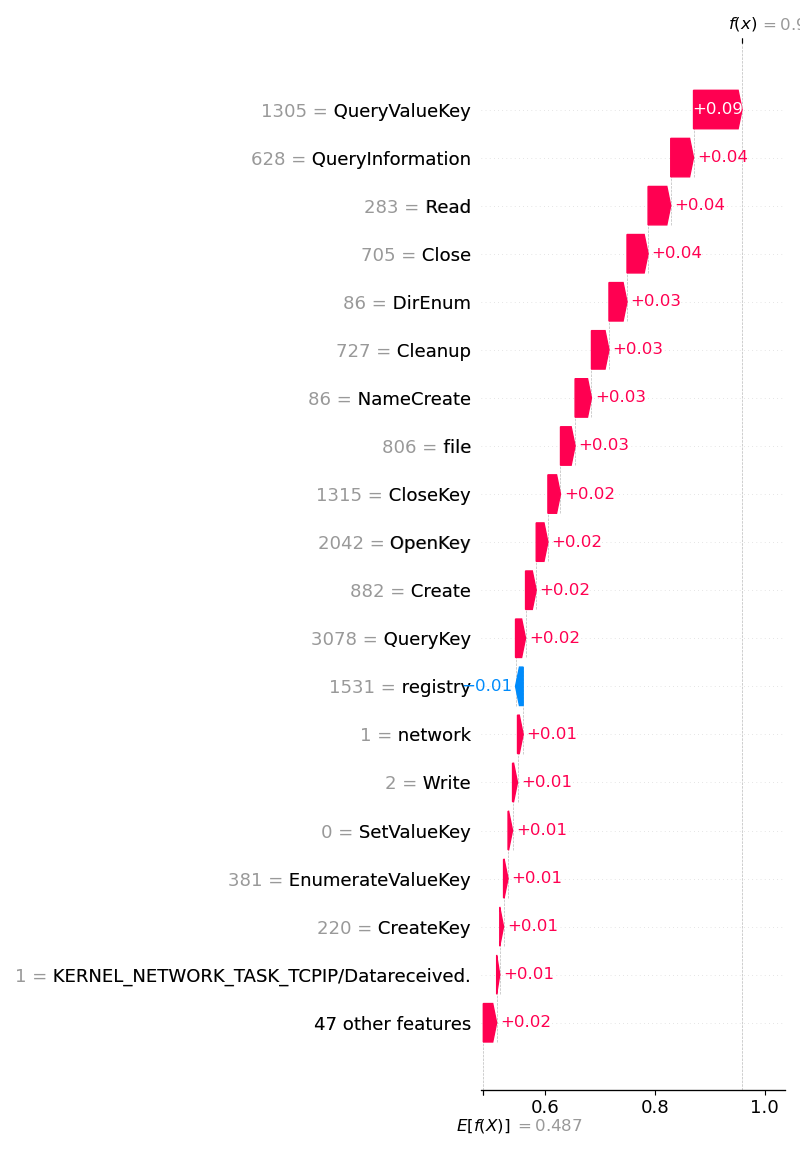 f(x) = 0.9
1305 = QueryValueKey +0.09
628 = QueryInformation +0.04
283 = Read +0.04
705 = Close +0.04
86 = DirEnum +0.03
727 = Cleanup +0.03
86 = NameCreate +0.03
806 = file +0.03
1315 = CloseKey +0.02
2042 = OpenKey +0.02
882 = Create +0.02
3078 = QueryKey +0.02
1531 = registry −0.01
1 = network +0.01
2 = Write +0.01
0 = SetValueKey +0.01
381 = EnumerateValueKey +0.01
220 = CreateKey +0.01
1 = KERNEL_NETWORK_TASK_TCPIP/Datareceived. +0.01
47 other features +0.02
0.6 0.8 1.0
E[f(X)] = 0.487